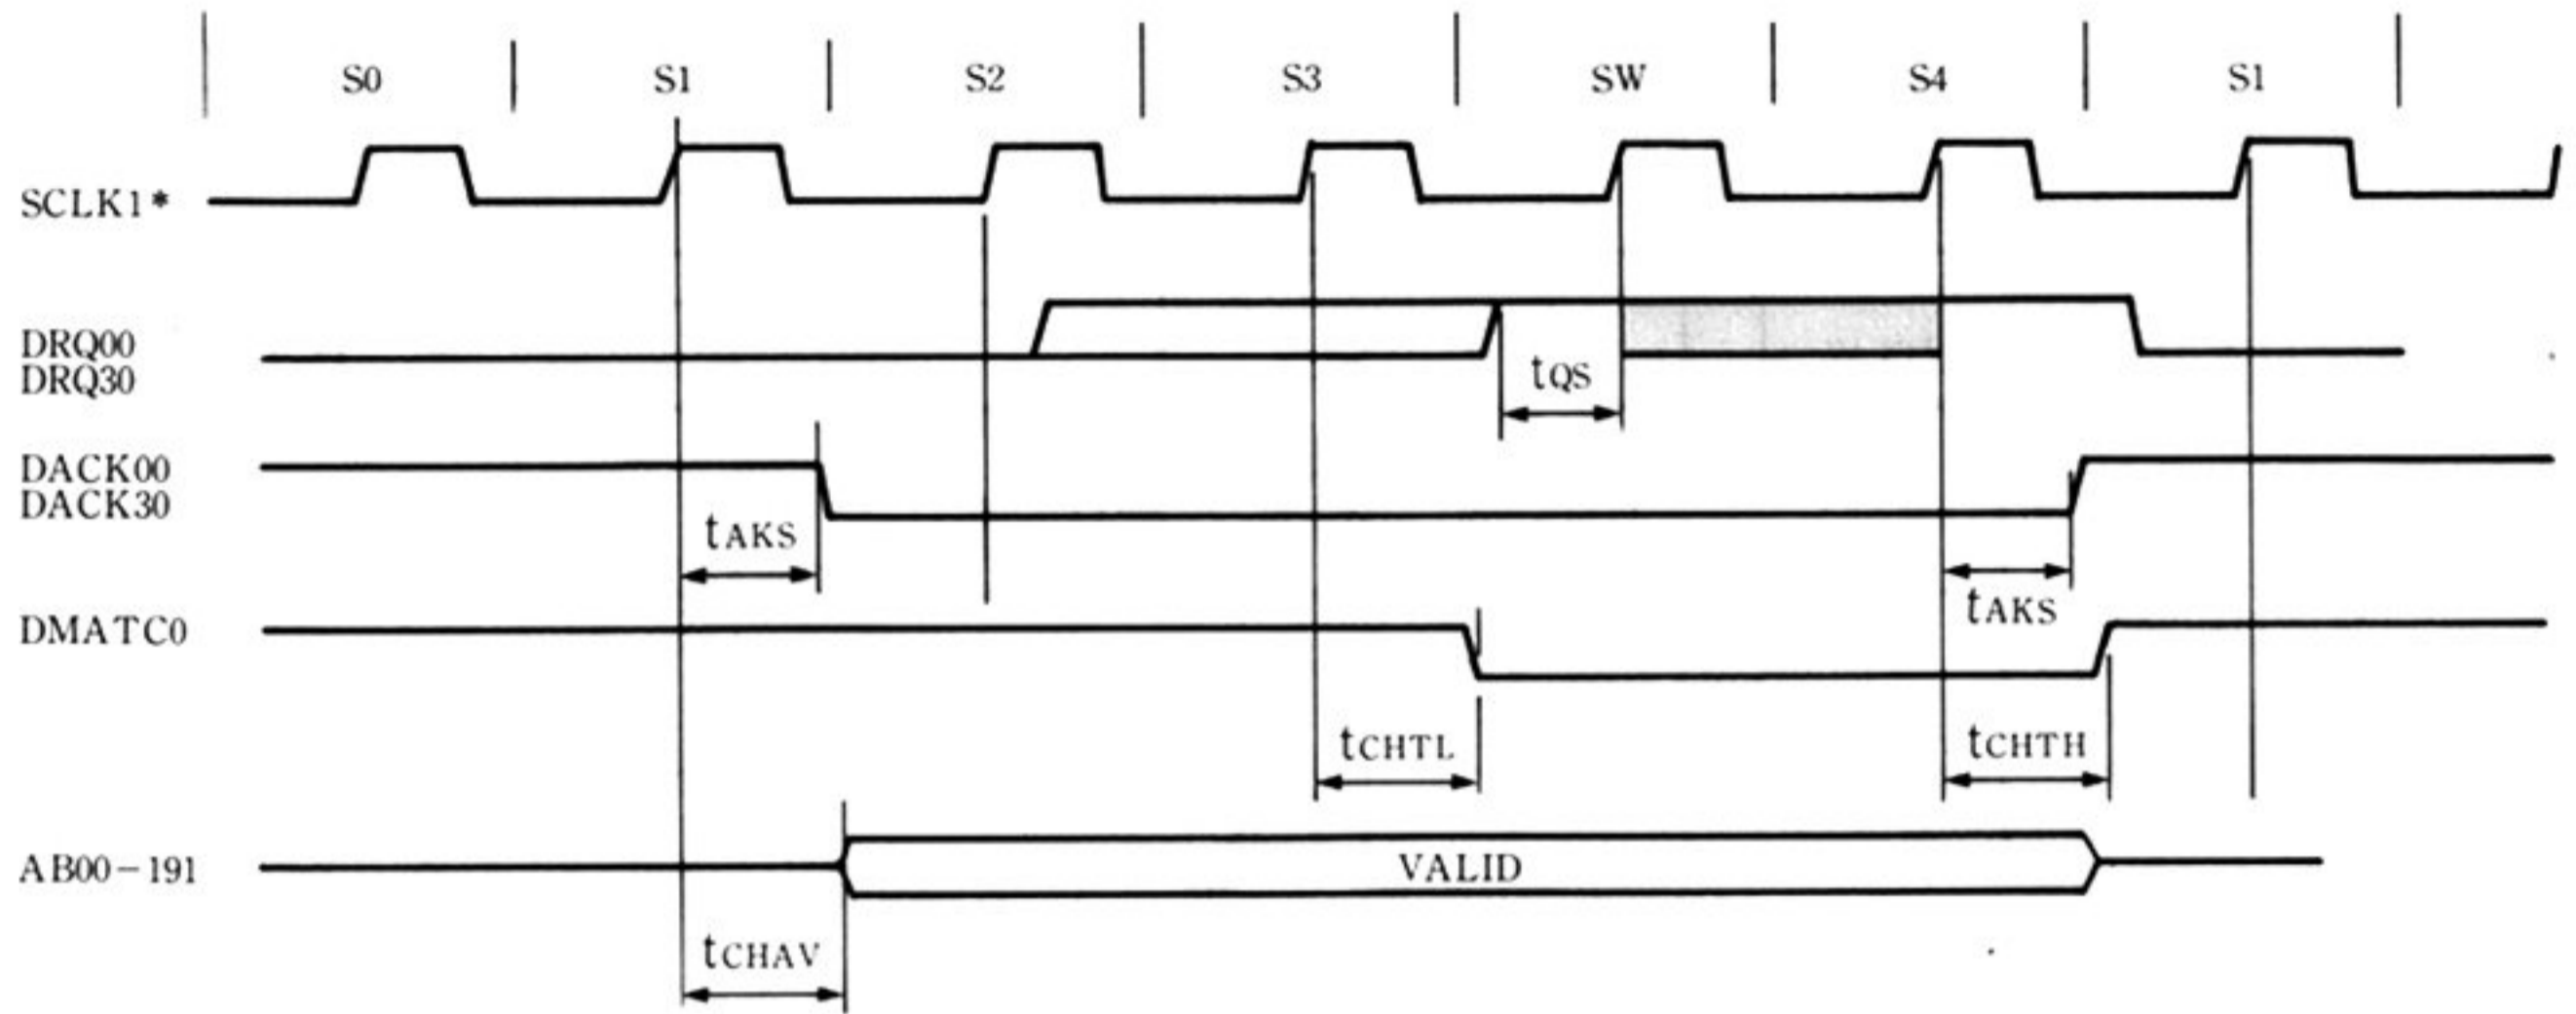 S0 S1 S2 S3 SW S4 S1
SCLK1*
DRQ00
DRQ30
tQS
DACK00
DACK30
tAKS
tAKS
DMATC0
tCHTL tCHTH
AB00-191
VALID
tCHAV